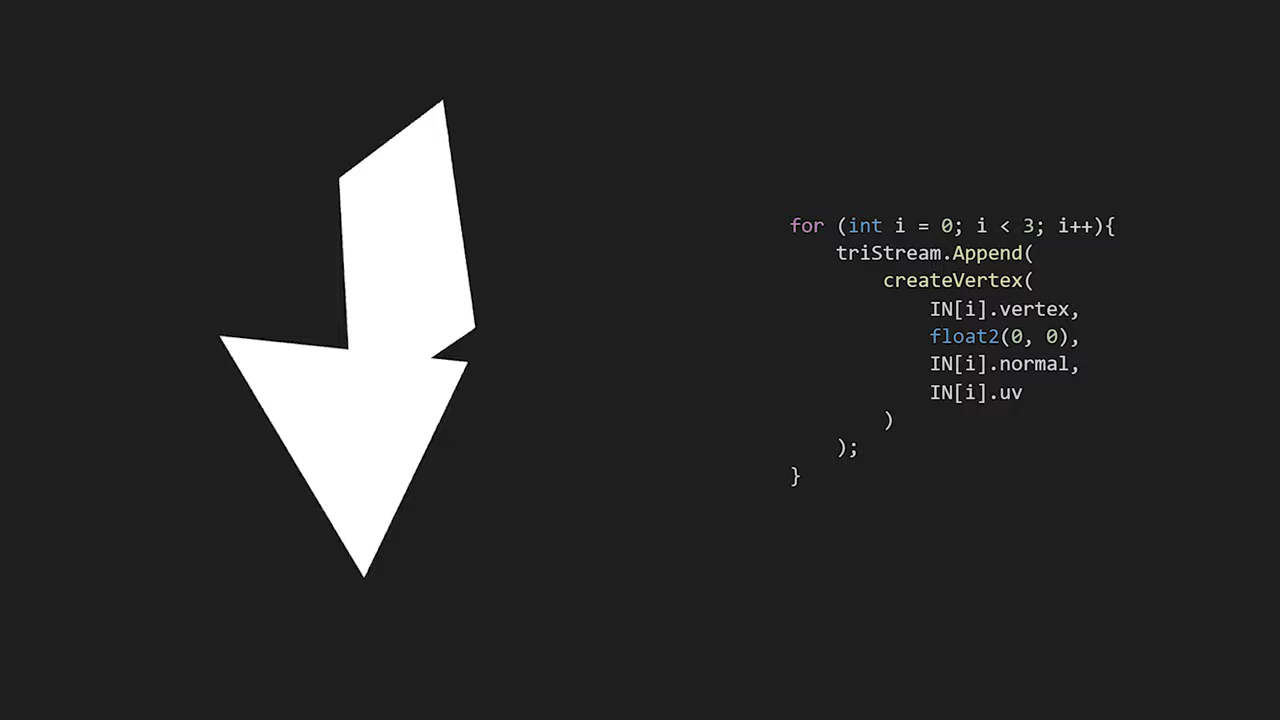 for (int i = 0; i < 3; i++){
    triStream.Append(
        createVertex(
            IN[i].vertex,
            float2(0, 0),
            IN[i].normal,
            IN[i].uv
        )
    );
}